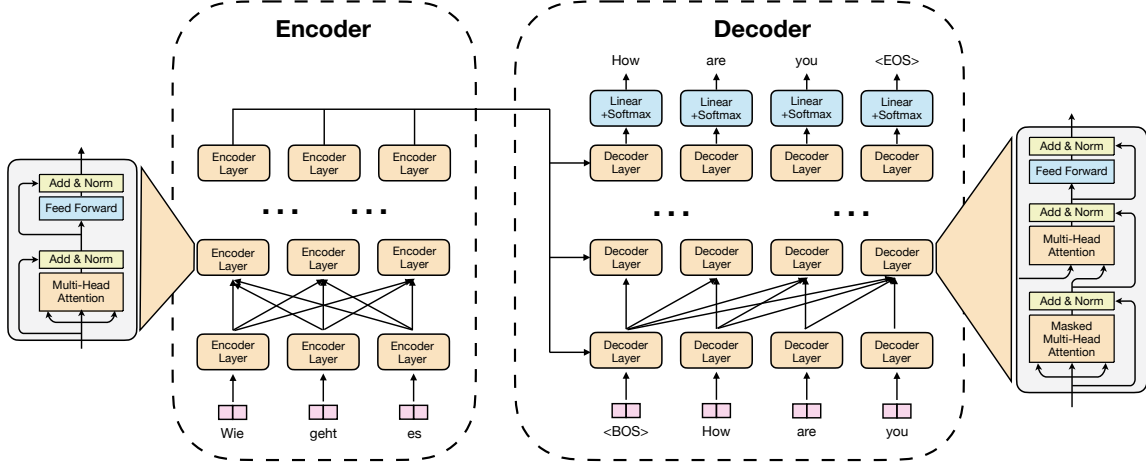 Encoder
Decoder
How
are
you
<EOS>
Linear
+Softmax
Linear
+Softmax
Linear
+Softmax
Linear
+Softmax
Encoder
Layer
Encoder
Layer
Encoder
Layer
Decoder
Layer
Decoder
Layer
Decoder
Layer
Decoder
Layer
... ...
... ...
Encoder
Layer
Encoder
Layer
Encoder
Layer
Decoder
Layer
Decoder
Layer
Decoder
Layer
Decoder
Layer
Encoder
Layer
Encoder
Layer
Encoder
Layer
Decoder
Layer
Decoder
Layer
Decoder
Layer
Decoder
Layer
Wie
geht
es
<BOS>
How
are
you
Add & Norm
Feed Forward
Add & Norm
Multi-Head
Attention
Add & Norm
Feed Forward
Add & Norm
Multi-Head
Attention
Add & Norm
Masked
Multi-Head
Attention